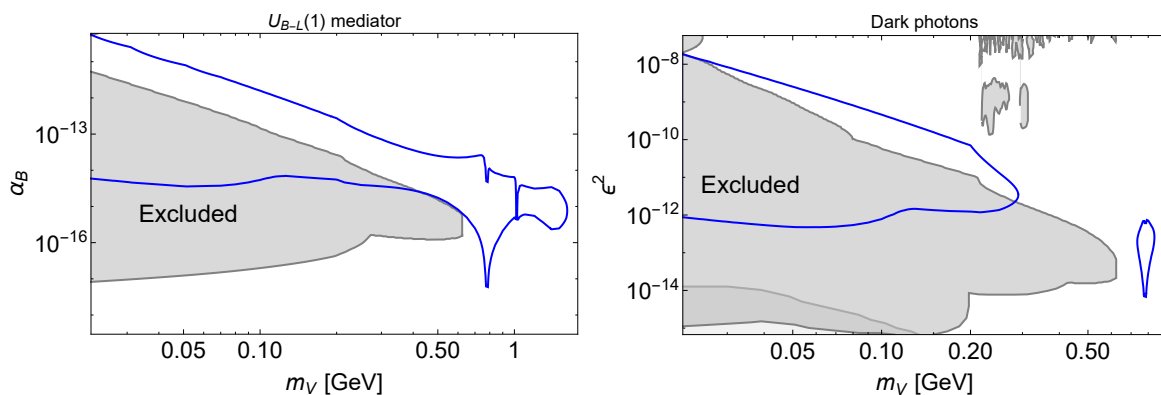 U_{B-L}(1) mediator
10^{-13}
10^{-16}
α_B
Excluded
0.05 0.10 0.50 1
m_V [GeV]
Dark photons
10^{-8}
10^{-10}
10^{-12}
10^{-14}
ϵ^2
Excluded
0.05 0.10 0.20 0.50
m_V [GeV]